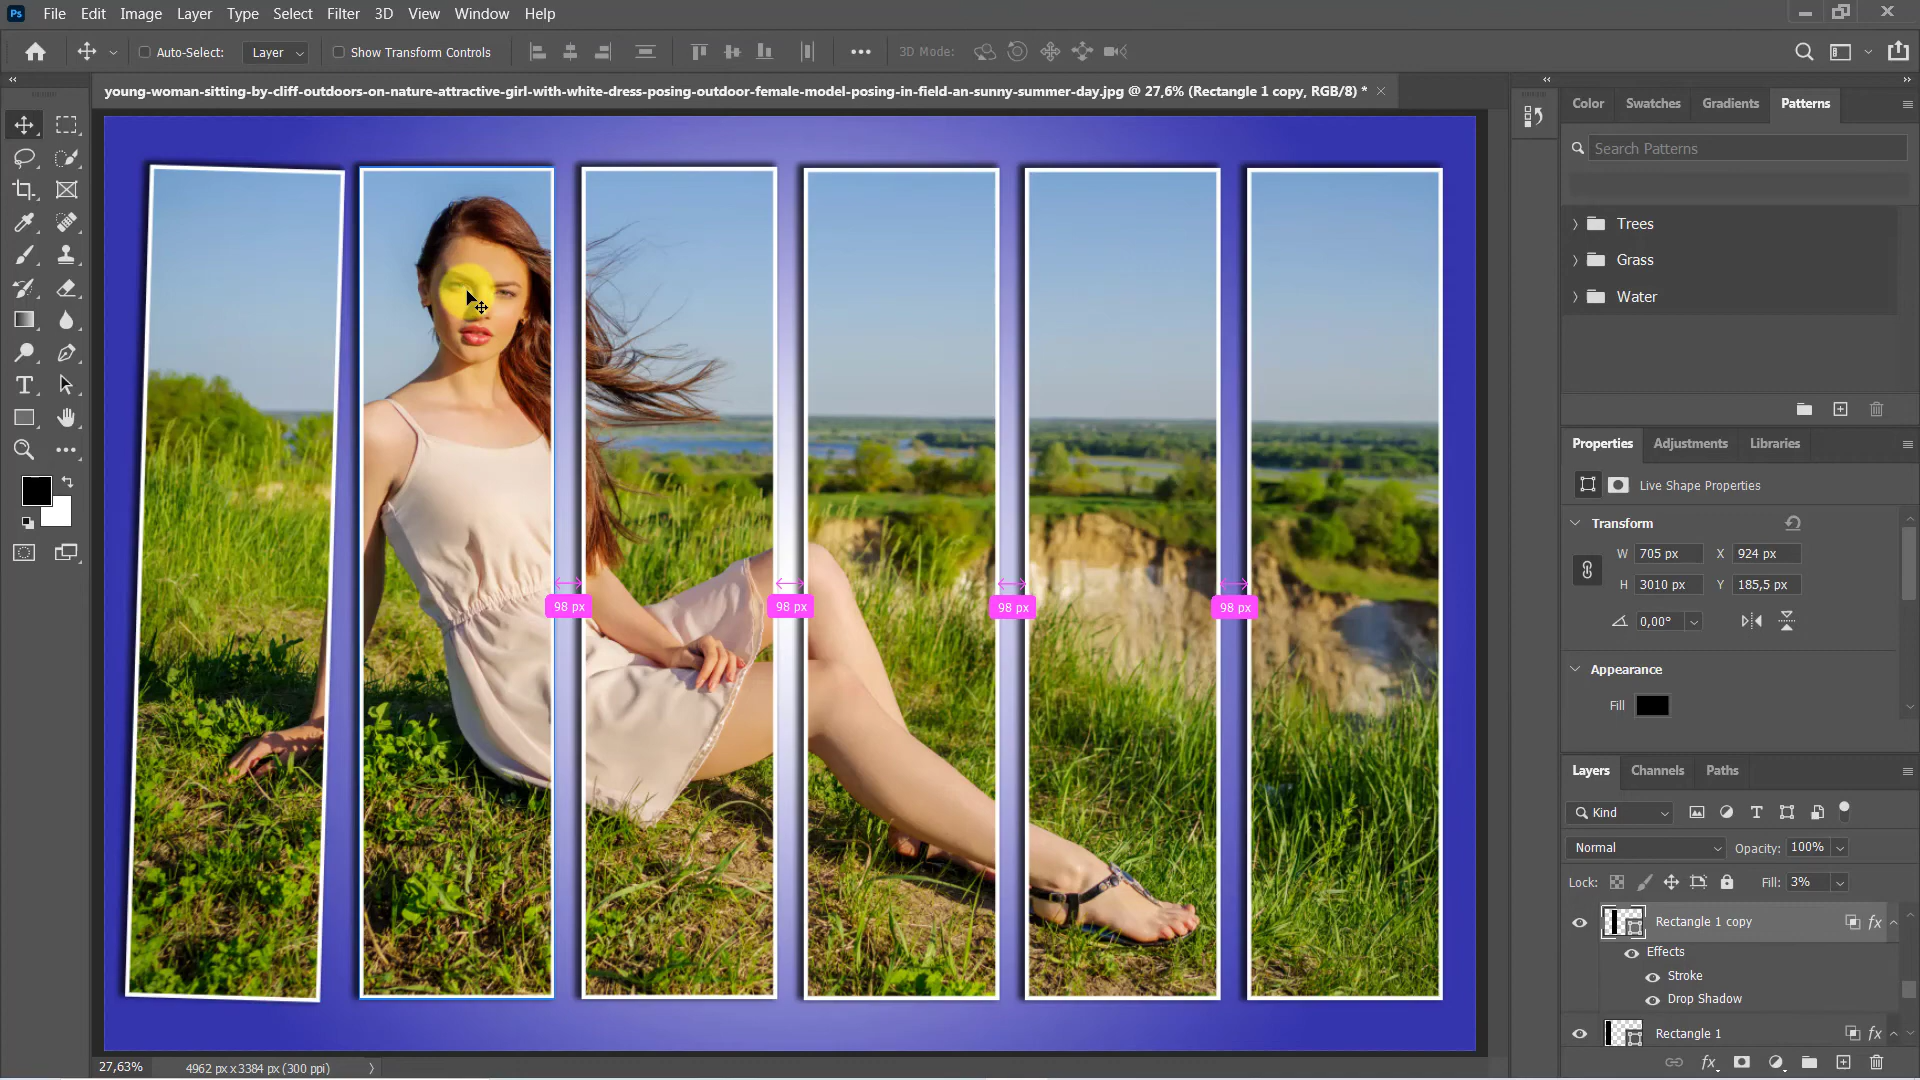 Ps File Edit Image Layer Type Select Filter 3D View Window Help
Auto-Select: Layer Show Transform Controls 3D Mode:
young-woman-sitting-by-cliff-outdoors-on-nature-attractive-girl-with-white-dress-posing-outdoor-female-model-posing-in-field-an-sunny-summer-day.jpg @ 27,6% (Rectangle 1 copy, RGB/8) *
Color Swatches Gradients Patterns
Search Patterns
Trees
Grass
Water
Properties Adjustments Libraries
Live Shape Properties
Transform
W 705 px X 924 px
H 3010 px Y 185,5 px
0,00°
Appearance
Fill
98 px 98 px 98 px 98 px
Layers Channels Paths
Kind
Normal Opacity: 100%
Lock: Fill: 3%
Rectangle 1 copy fx
Effects
Stroke
Drop Shadow
Rectangle 1 fx
fx
27,63% 4962 px x 3384 px (300 ppi)